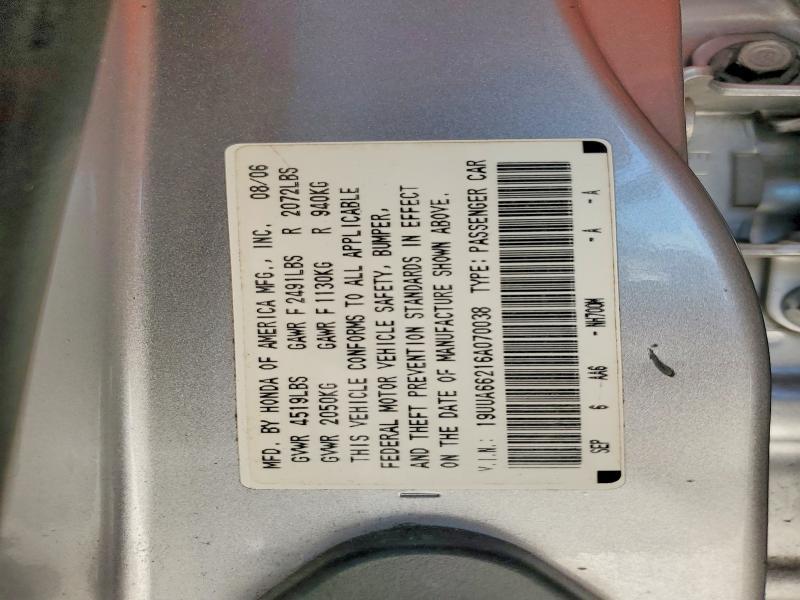 MFD. BY HONDA OF AMERICA MFG., INC. 08/06
GVWR 4519LBS GAWR F 2491LBS R 2072LBS
GVWR 2050KG GAWR F 1130KG R 940KG
THIS VEHICLE CONFORMS TO ALL APPLICABLE
FEDERAL MOTOR VEHICLE SAFETY, BUMPER,
AND THEFT PREVENTION STANDARDS IN EFFECT
ON THE DATE OF MANUFACTURE SHOWN ABOVE.
V.I.N.: 19UUA66216A070038 TYPE: PASSENGER CAR
SEP 6 AA6 - NH700M -A -A